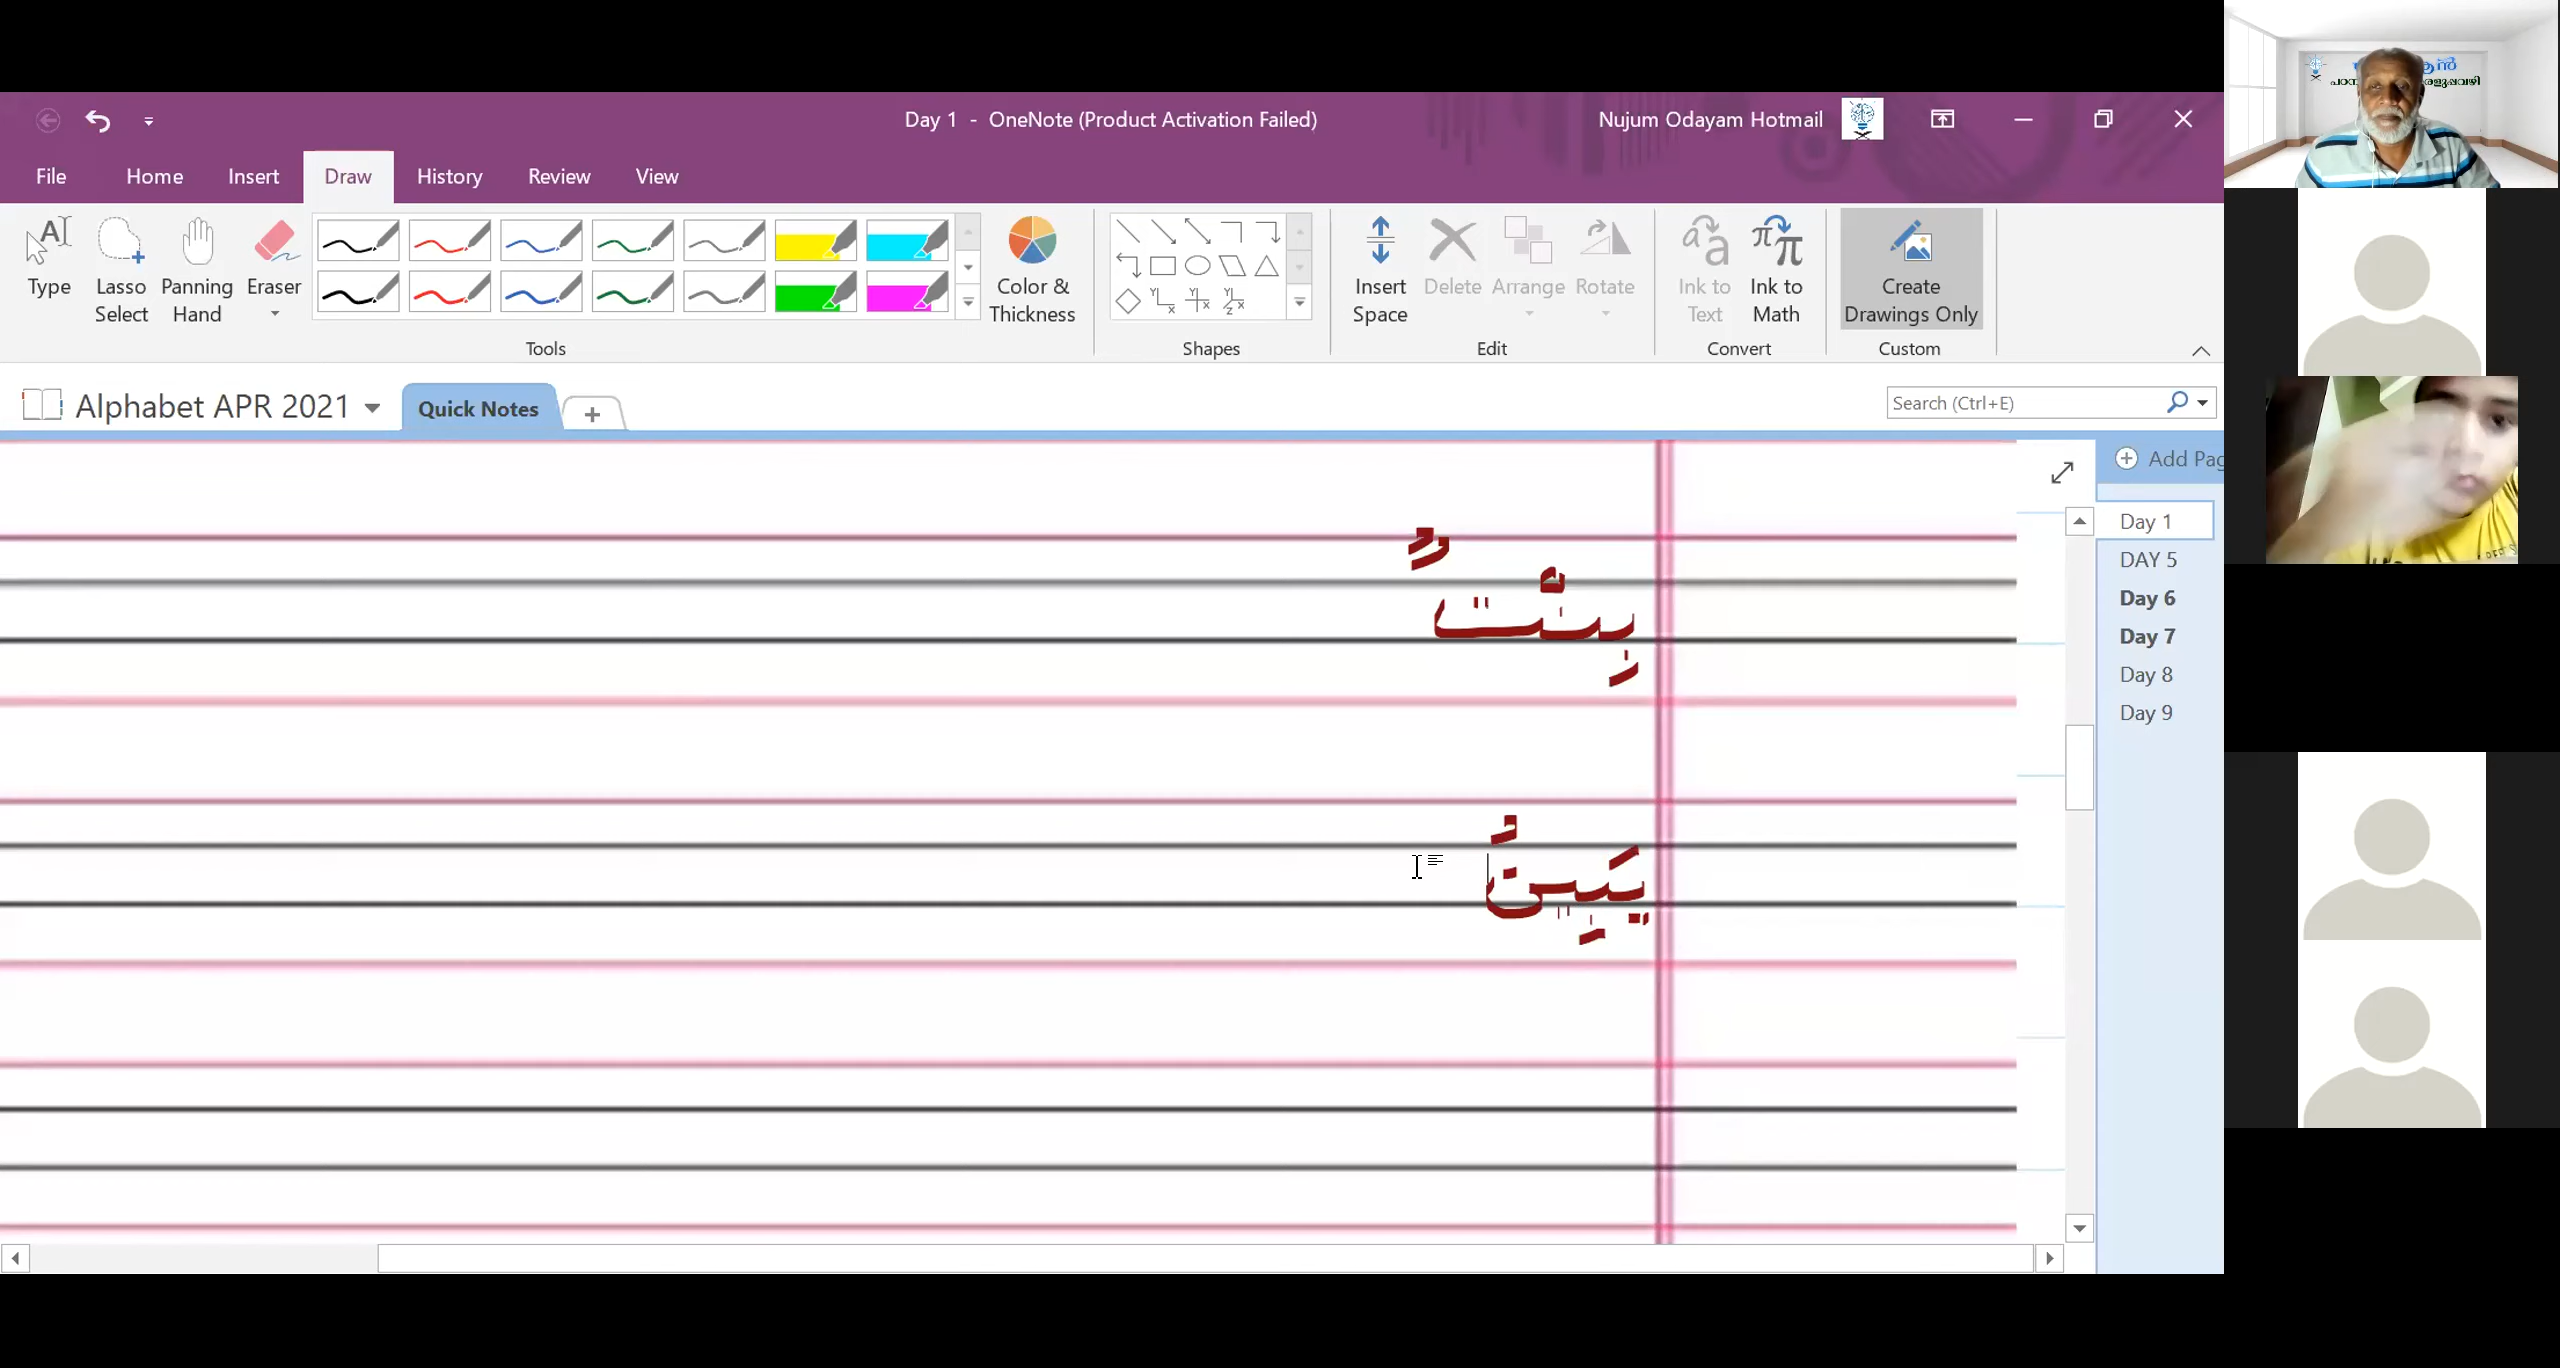 Day 1 - OneNote (Product Activation Failed)
Nujum Odayam Hotmail
File Home Insert Draw History Review View
Type
Lasso Select
Panning Hand
Eraser
Color & Thickness
Insert Space
Delete
Arrange
Rotate
Ink to Text
Ink to Math
Create Drawings Only
Tools
Shapes
Edit
Convert
Custom
Alphabet APR 2021
Quick Notes
Search (Ctrl+E)
Add Pag
Day 1
DAY 5
Day 6
Day 7
Day 8
Day 9
بِنْتٌ
يَبِينُ